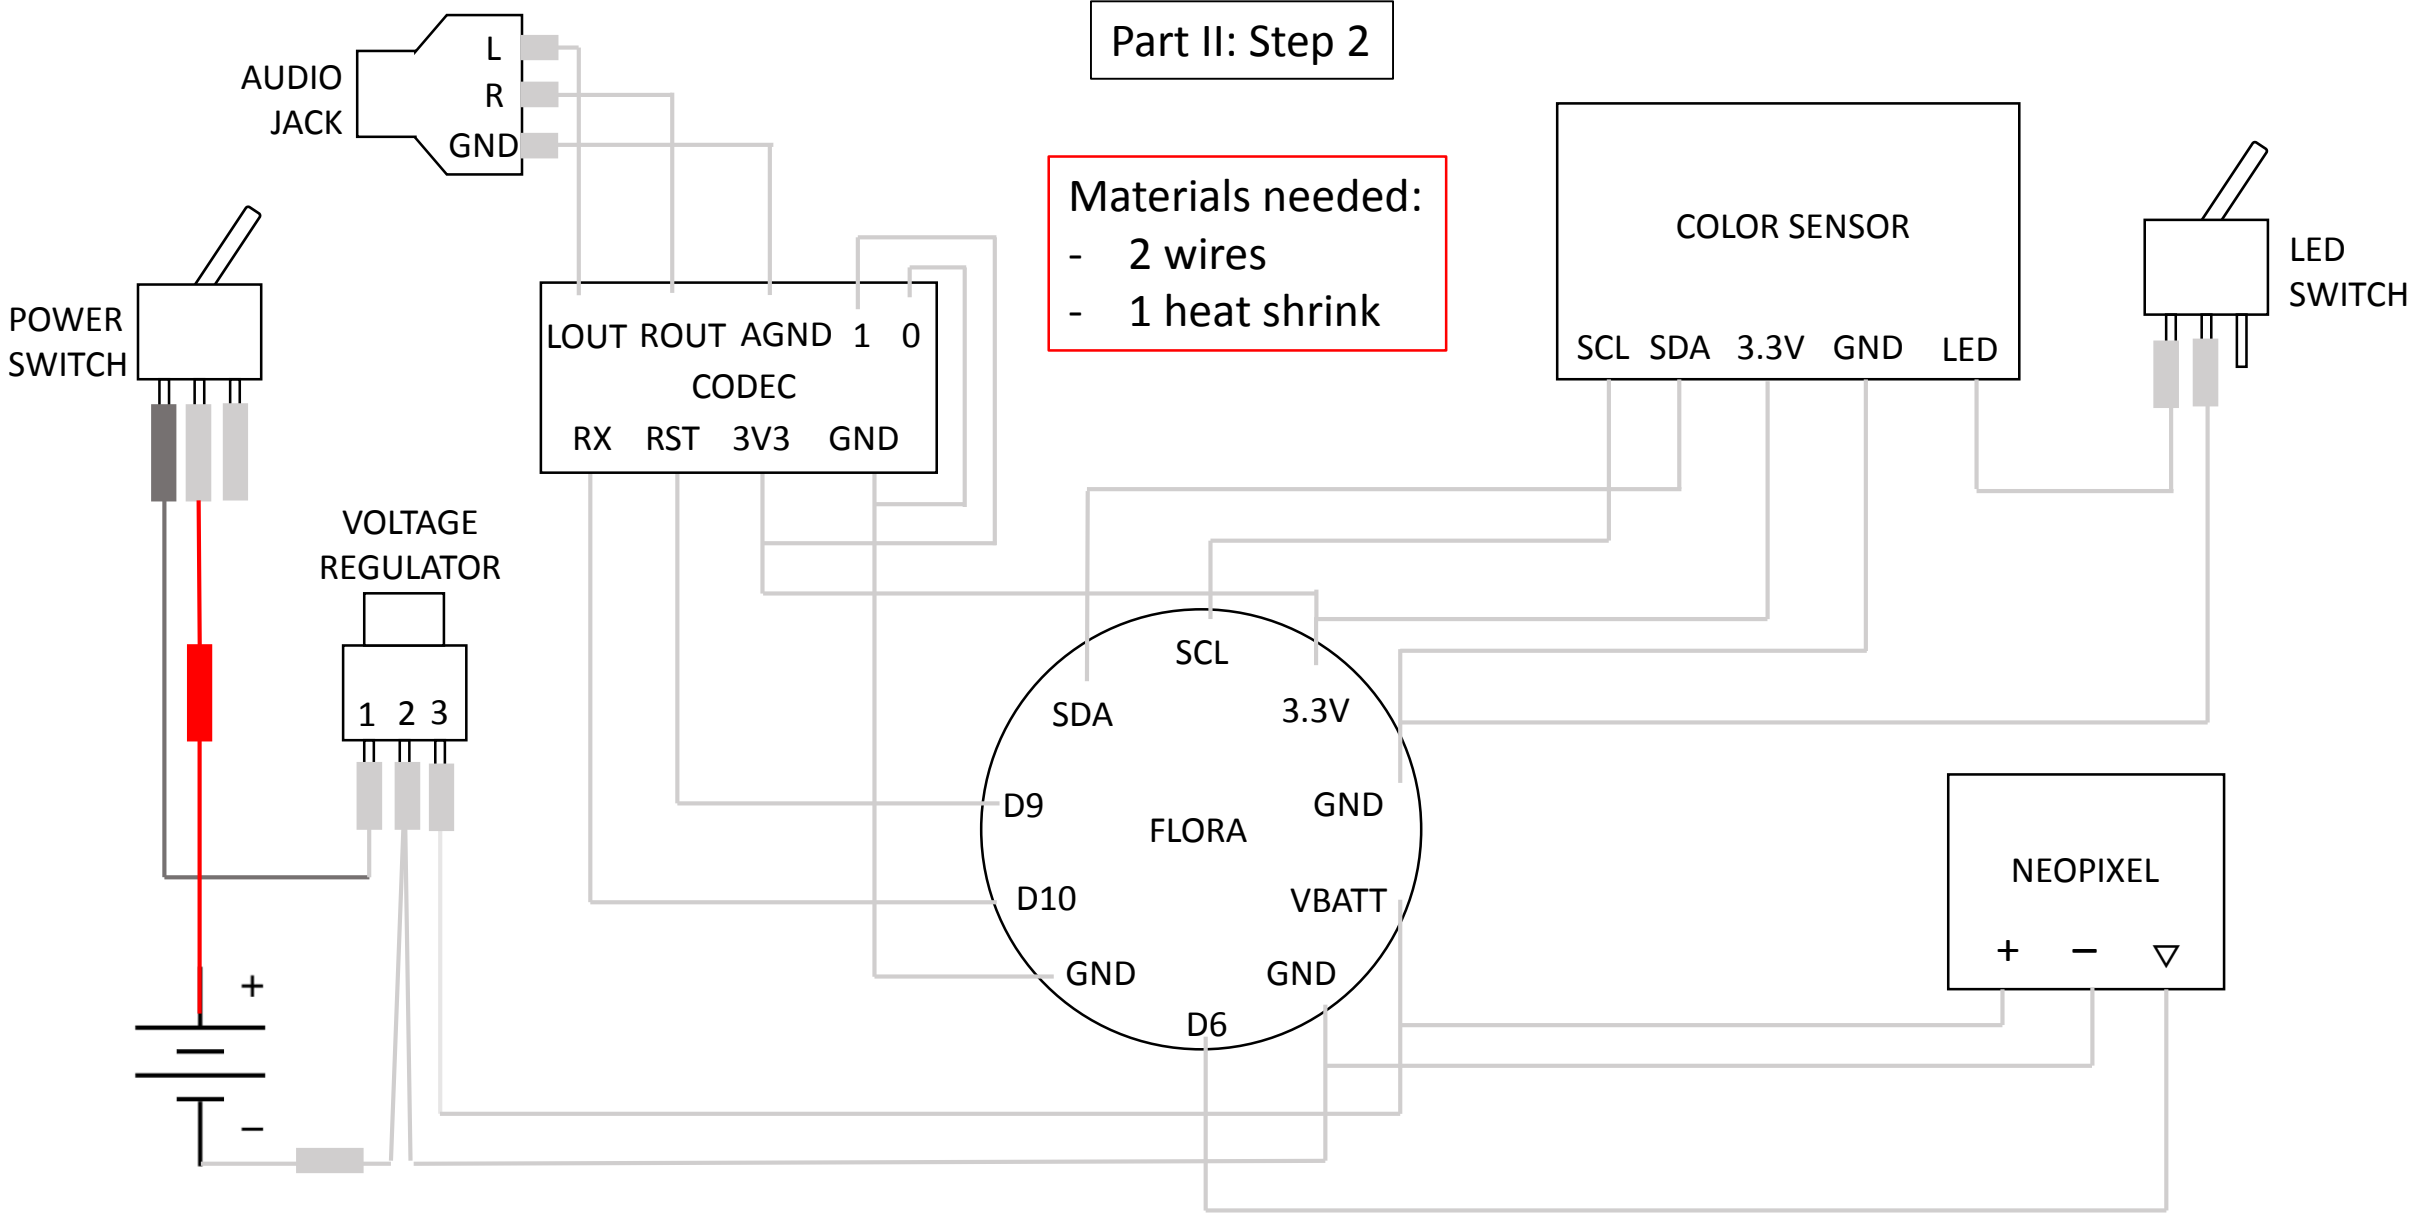 Part II: Step 2
AUDIO
JACK
L
R
GND
Materials needed:
- 2 wires
- 1 heat shrink
POWER
SWITCH
LOUT ROUT AGND 1 0
CODEC
RX RST 3V3 GND
COLOR SENSOR
SCL SDA 3.3V GND LED
LED
SWITCH
VOLTAGE
REGULATOR
1 2 3
SCL
SDA
3.3V
D9
GND
FLORA
D10
VBATT
GND
GND
D6
NEOPIXEL
+ − ▽
+
−